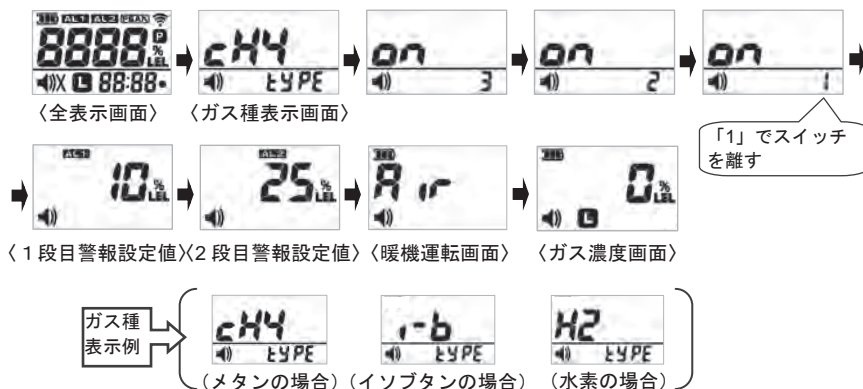 AL1 AL2 PEAK
8888 P % LEL
X L 88:88
〈全表示画面〉
cH4
tYPE
〈ガス種表示画面〉
on
3
on
2
on
1
「1」でスイッチ
を離す
AL1
10 % LEL
〈１段目警報設定値〉
AL2
25 % LEL
〈2 段目警報設定値〉
Air
〈暖機運転画面〉
0 % LEL
L
〈ガス濃度画面〉
ガス種
表示例
cH4
tYPE
(メタンの場合)
i-b
tYPE
(イソブタンの場合)
H2
tYPE
(水素の場合)